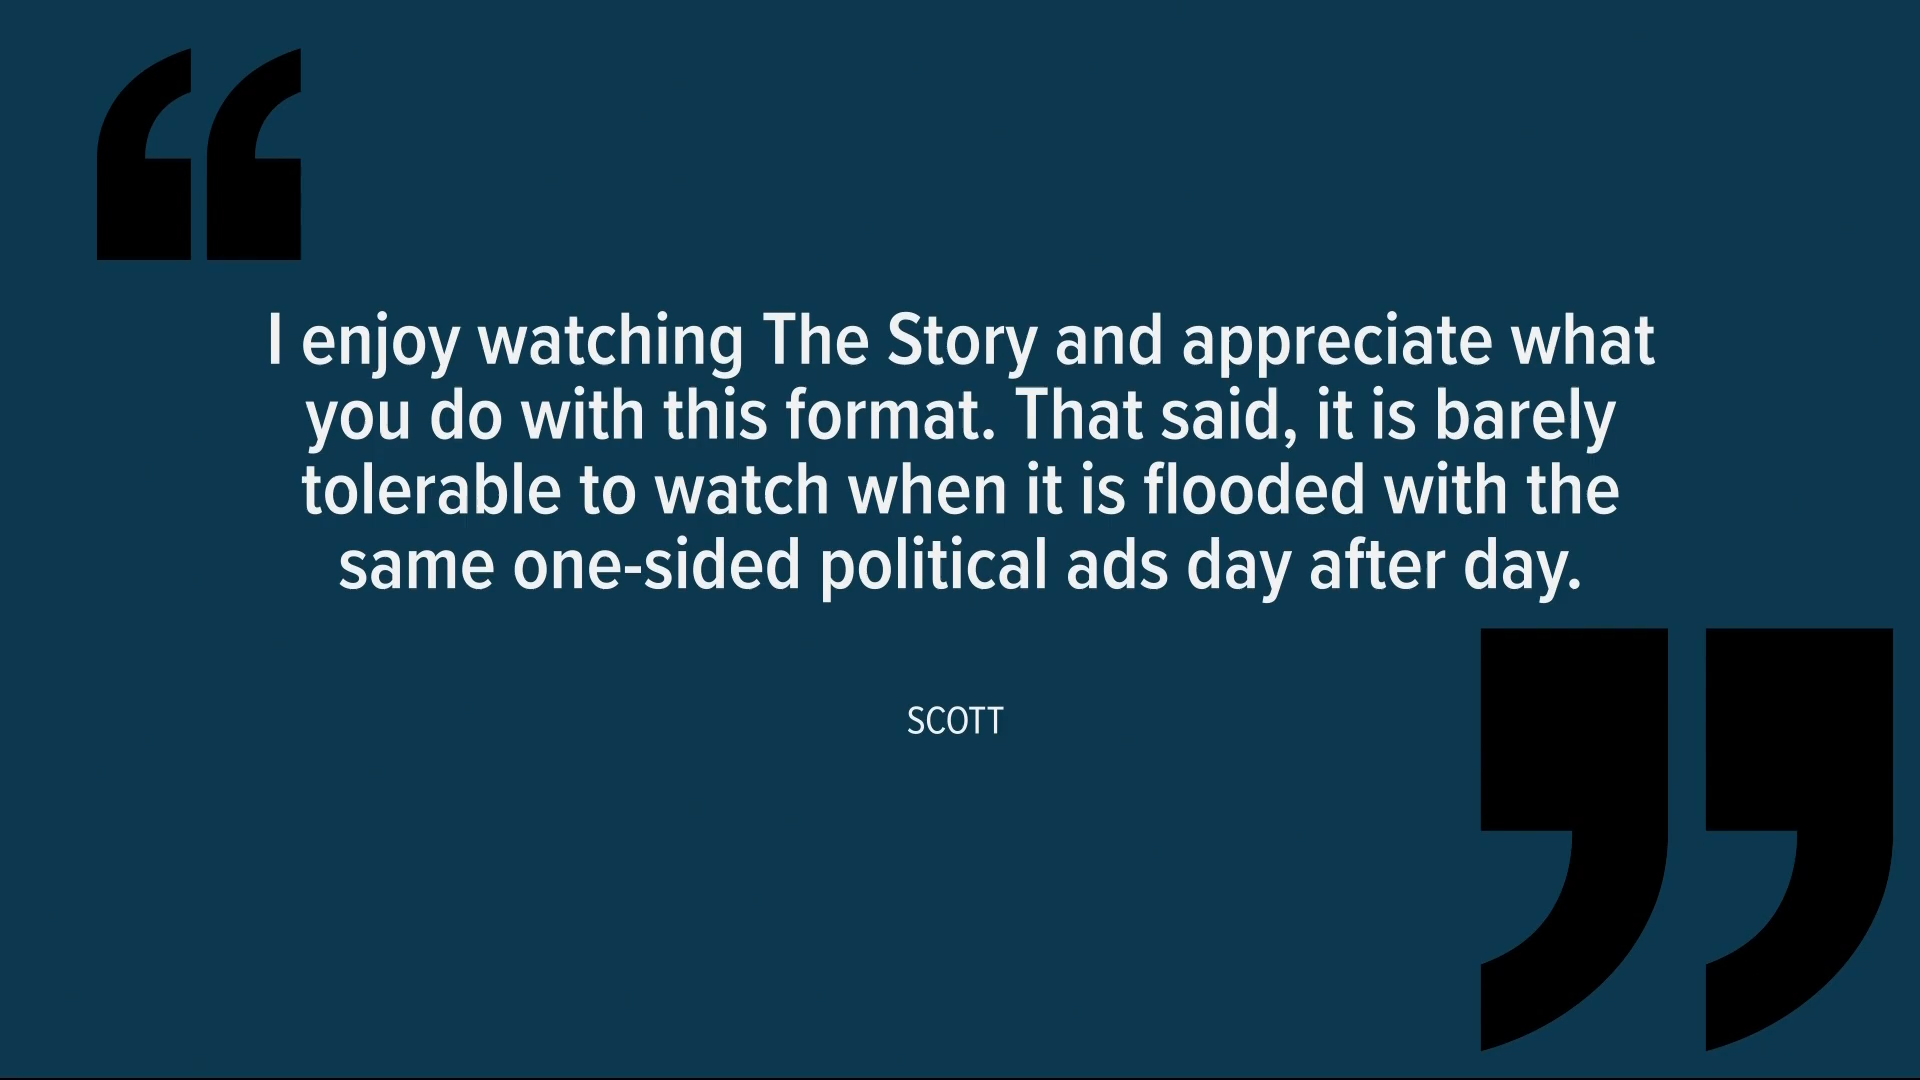 I enjoy watching The Story and appreciate what
you do with this format. That said, it is barely
tolerable to watch when it is flooded with the
same one-sided political ads day after day.
SCOTT